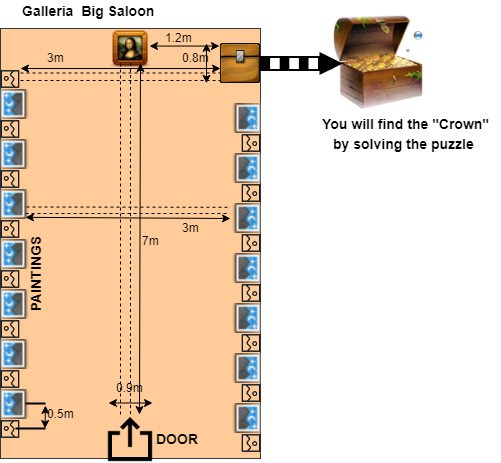 Galleria Big Saloon
1.2m
3m
0.8m
You will find the "Crown"
by solving the puzzle
3m
7m
PAINTINGS
0.9m
0.5m
DOOR